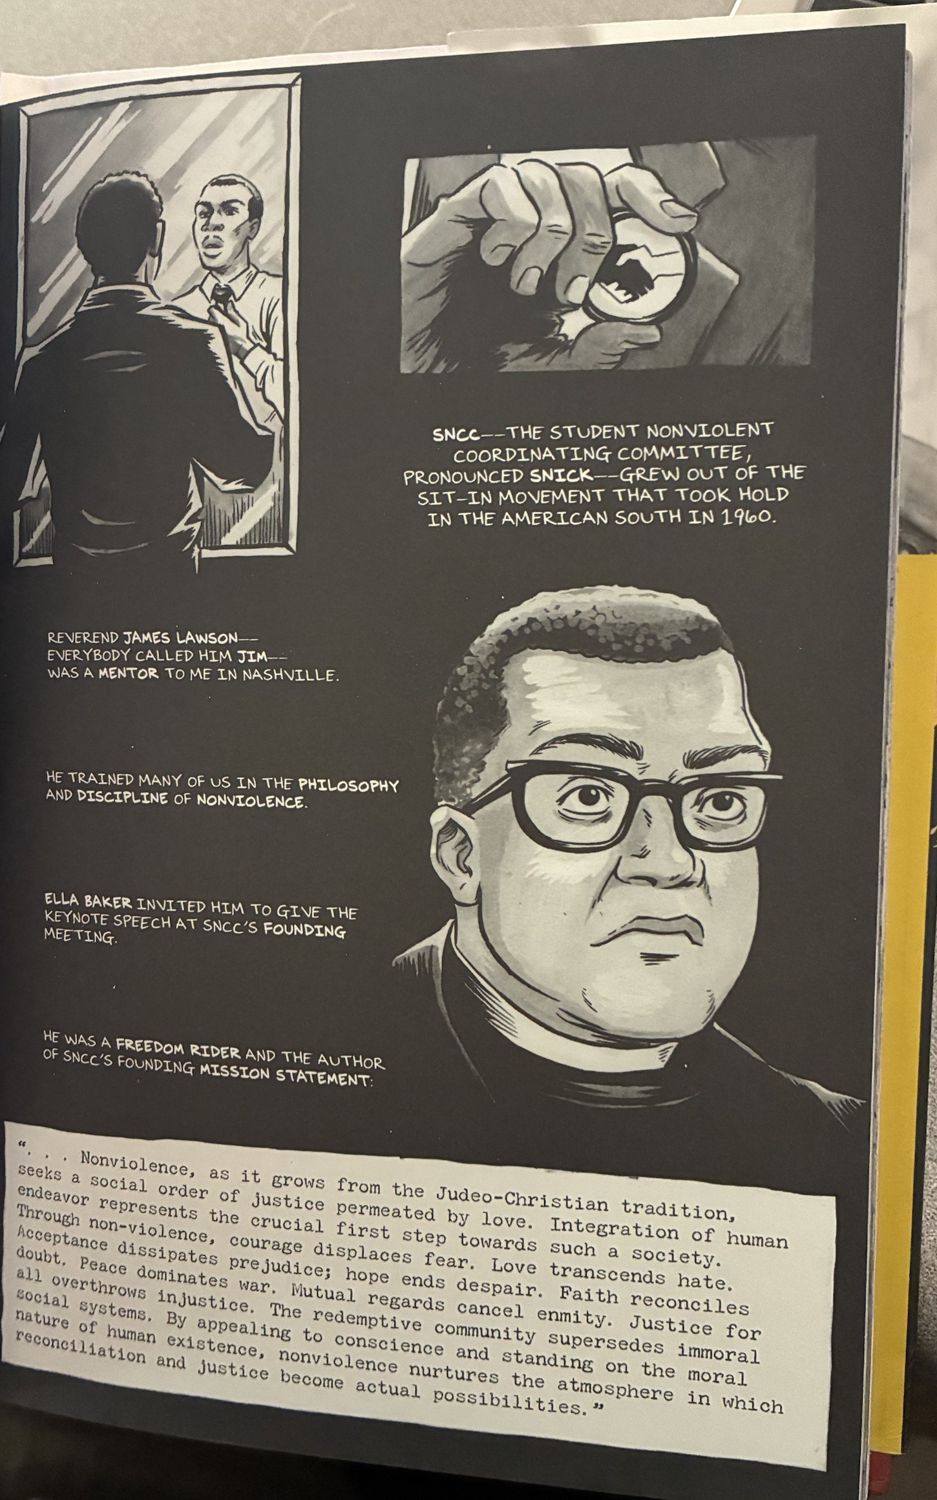 SNCC--THE STUDENT NONVIOLENT
COORDINATING COMMITTEE,
PRONOUNCED SNICK--GREW OUT OF THE
SIT-IN MOVEMENT THAT TOOK HOLD
IN THE AMERICAN SOUTH IN 1960.
REVEREND JAMES LAWSON--
EVERYBODY CALLED HIM JIM--
WAS A MENTOR TO ME IN NASHVILLE.
HE TRAINED MANY OF US IN THE PHILOSOPHY
AND DISCIPLINE OF NONVIOLENCE.
ELLA BAKER INVITED HIM TO GIVE THE
KEYNOTE SPEECH AT SNCC'S FOUNDING
MEETING.
HE WAS A FREEDOM RIDER AND THE AUTHOR
OF SNCC'S FOUNDING MISSION STATEMENT:
". . . Nonviolence, as it grows from the Judeo-Christian tradition,
seeks a social order of justice permeated by love. Integration of human
endeavor represents the crucial first step towards such a society.
Through non-violence, courage displaces fear. Love transcends hate.
Acceptance dissipates prejudice; hope ends despair. Faith reconciles
doubt. Peace dominates war. Mutual regards cancel enmity. Justice for
all overthrows injustice. The redemptive community supersedes immoral
social systems. By appealing to conscience and standing on the moral
nature of human existence, nonviolence nurtures the atmosphere in which
reconciliation and justice become actual possibilities."